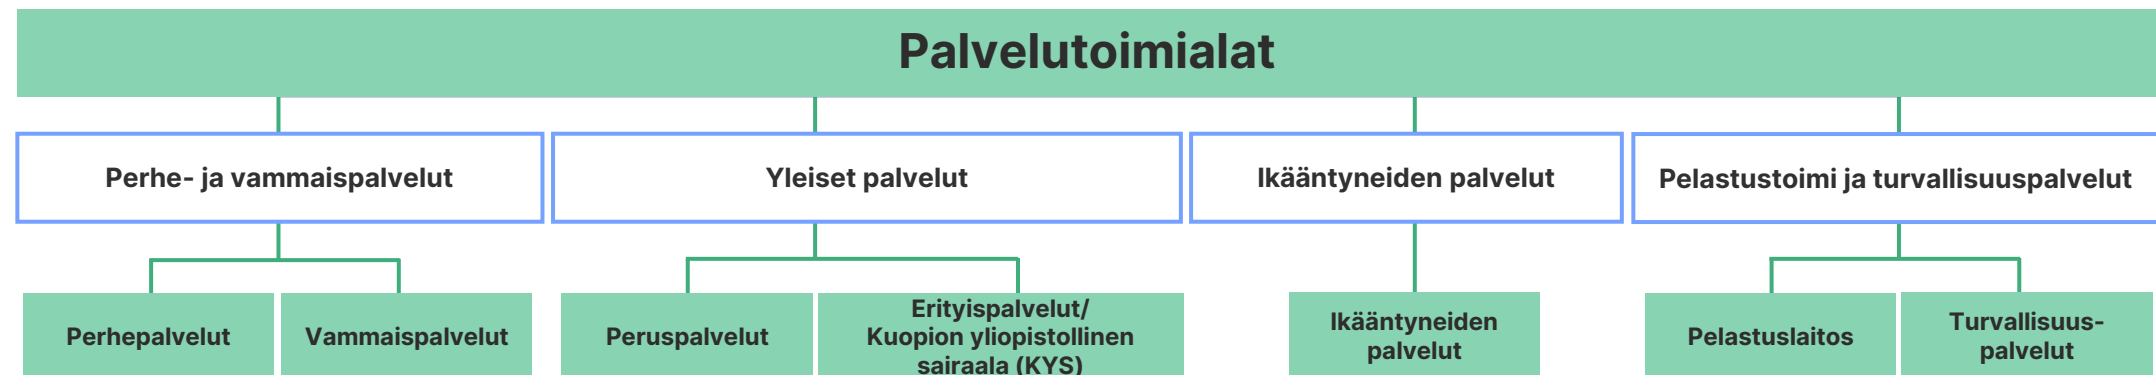 Palvelutoimialat
Perhe- ja vammaispalvelut
Yleiset palvelut
Ikääntyneiden palvelut
Pelastustoimi ja turvallisuuspalvelut
Perhepalvelut
Vammaispalvelut
Peruspalvelut
Erityispalvelut/
Kuopion yliopistollinen
sairaala (KYS)
Ikääntyneiden
palvelut
Pelastuslaitos
Turvallisuus-
palvelut